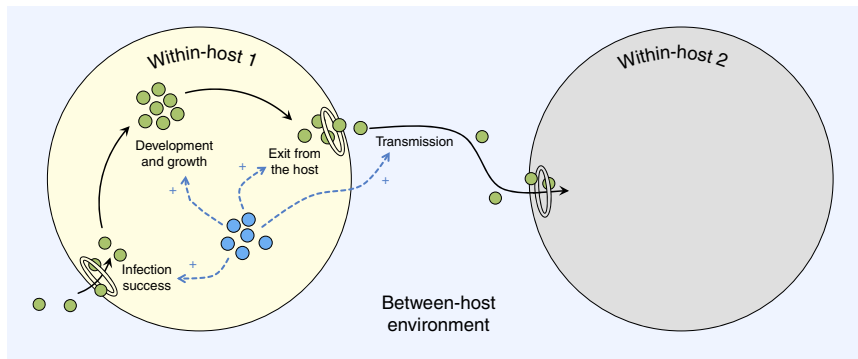 Within-host 1
Within-host 2
Development
and growth
Exit from
the host
Transmission
+
+
+
+
Infection
success
Between-host
environment